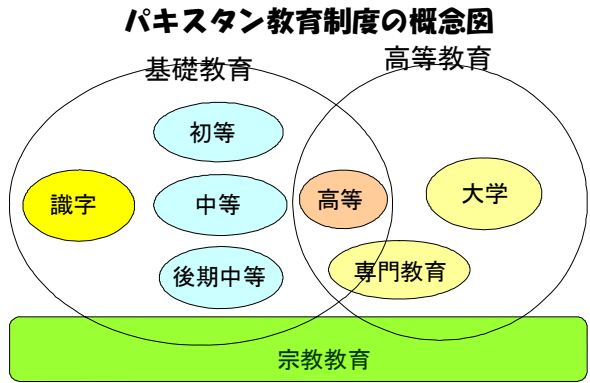 パキスタン教育制度の概念図
基礎教育
高等教育
初等
識字
中等
高等
大学
後期中等
専門教育
宗教教育